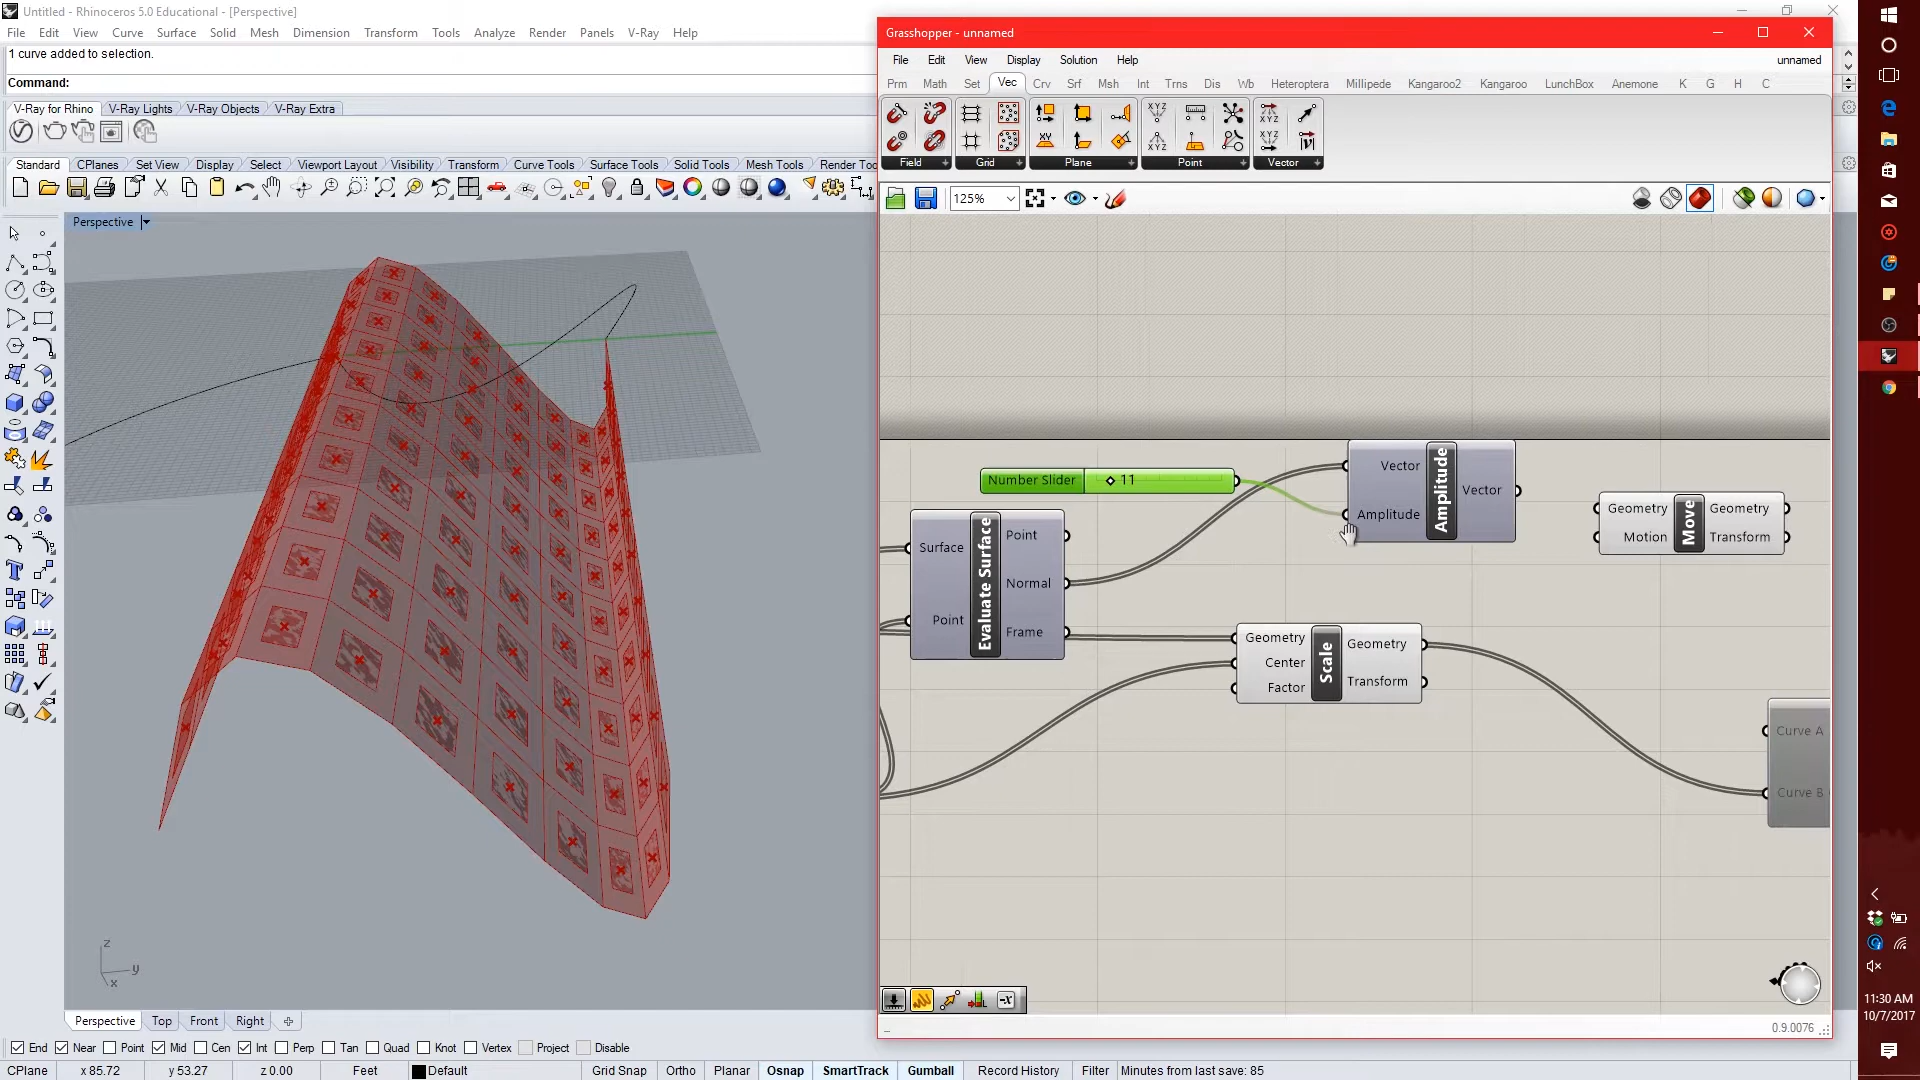 Untitled - Rhinoceros 5.0 Educational - [Perspective]
File Edit View Curve Surface Solid Mesh Dimension Transform Tools Analyze Render Panels V-Ray Help
1 curve added to selection.
Command:
V-Ray for Rhino V-Ray Lights V-Ray Objects V-Ray Extra
Standard CPlanes Set View Display Select Viewport Layout Visibility Transform Curve Tools Surface Tools Solid Tools Mesh Tools Render Too
Perspective
z
y
x
Perspective Top Front Right
End Near Point Mid Cen Int Perp Tan Quad Knot Vertex Project Disable
CPlane x 85.72 y 53.27 z 0.00 Feet Default Grid Snap Ortho Planar Osnap SmartTrack Gumball Record History Filter Minutes from last save: 85
Grasshopper - unnamed
File Edit View Display Solution Help unnamed
Prm Math Set Vec Crv Srf Msh Int Trns Dis Wb Heteroptera Millipede Kangaroo2 Kangaroo LunchBox Anemone K G H C
Field Grid Plane Point Vector
125%
Number Slider 11
Vector
Amplitude
Amplitude
Vector
Geometry
Motion
Move
Geometry
Transform
Surface
Point
Evaluate Surface
Point
Normal
Frame
Geometry
Center
Factor
Scale
Geometry
Transform
Curve A
Curve B
0.9.0076
11:30 AM
10/7/2017